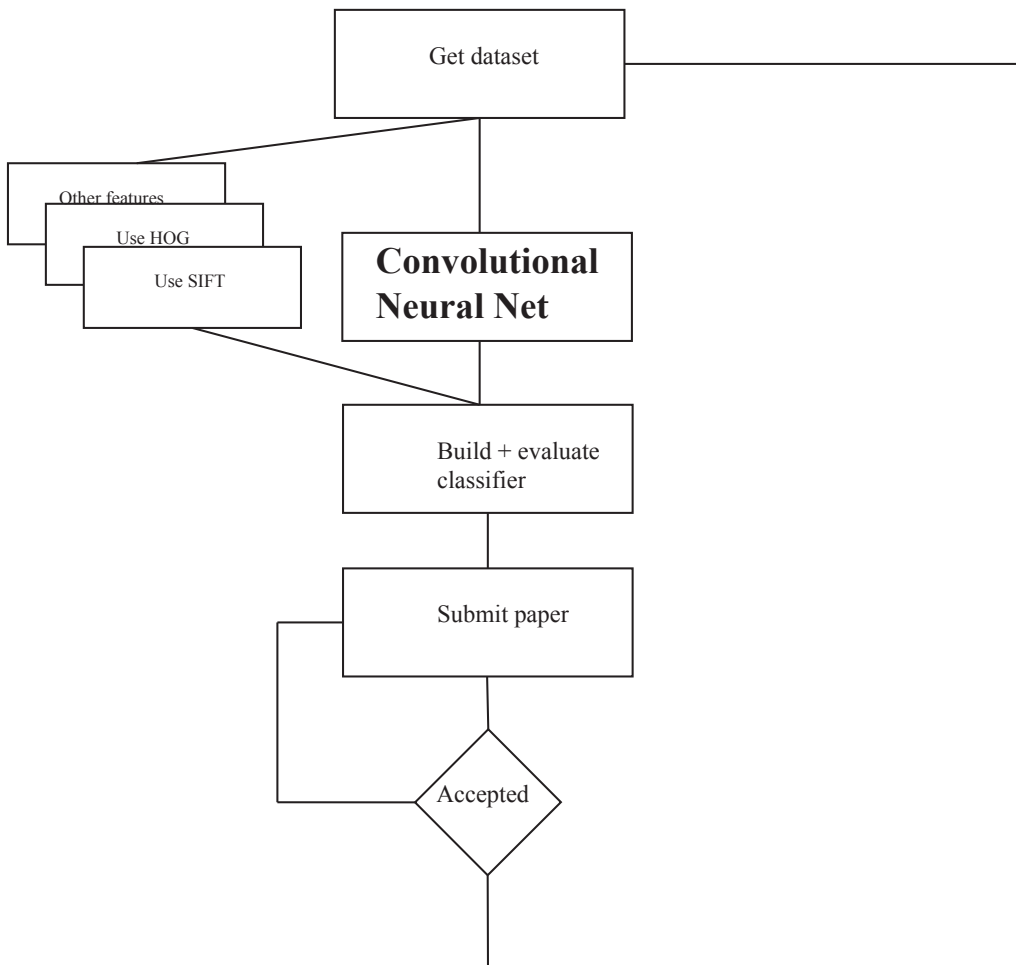 Get dataset
Other features
Use HOG
Use SIFT
Convolutional
Neural Net
Build + evaluate
classifier
Submit paper
Accepted